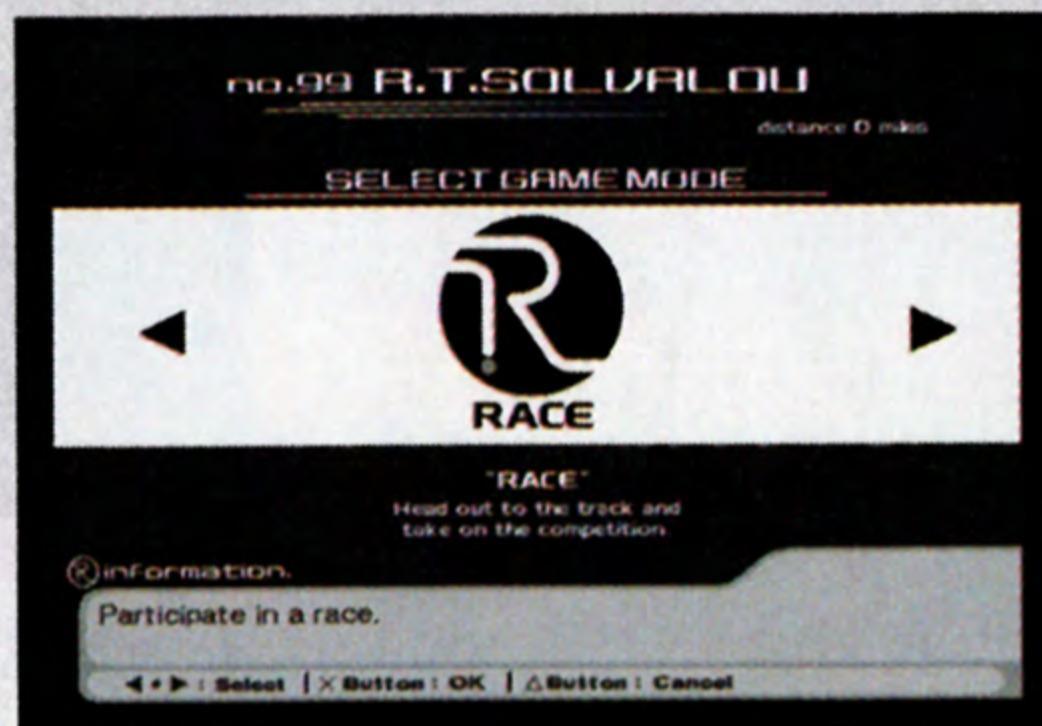 no.99 R.T.SOLVALOU
distance 0 miles
SELECT GAME MODE
R
RACE
"RACE"
Head out to the track and
take on the competition.
R information.
Participate in a race.
◀ • ▶ : Select | × Button : OK | △ Button : Cancel